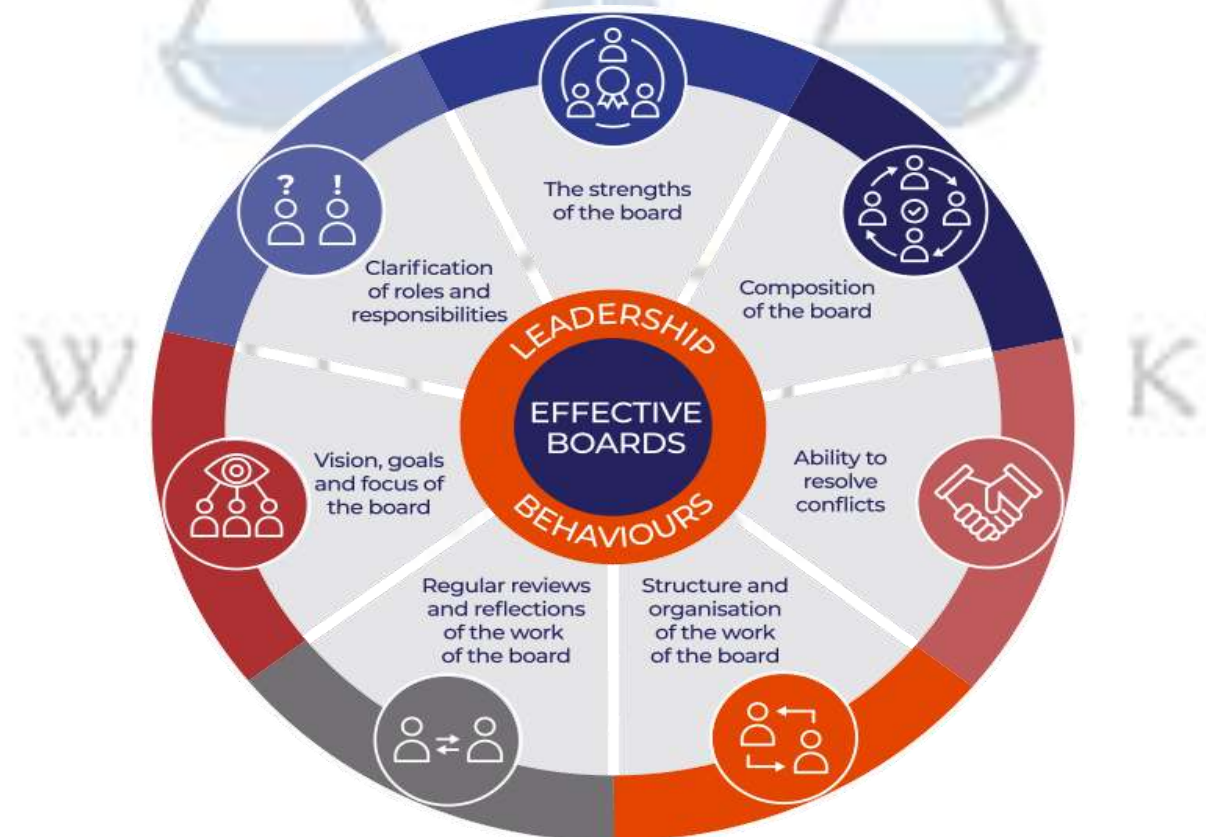 The strengths
of the board
Composition
of the board
Ability to
resolve
conflicts
Structure and
organisation
of the work
of the board
Regular reviews
and reflections
of the work
of the board
Vision, goals
and focus of
the board
Clarification
of roles and
responsibilities
? !
LEADERSHIP
EFFECTIVE
BOARDS
BEHAVIOURS